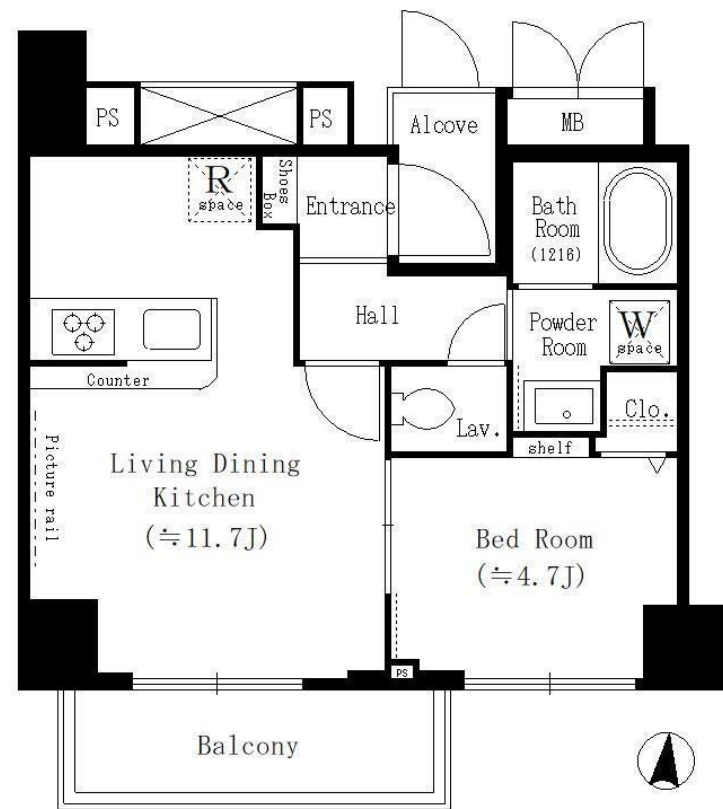 PS
PS
Alcove
MB
R
space
Shoes
Box
Entrance
Bath
Room
(1216)
Hall
Powder
Room
W
space
Counter
Lav.
Clo.
shelf
Picture rail
Living Dining
Kitchen
(≒11.7J)
Bed Room
(≒4.7J)
PS
Balcony